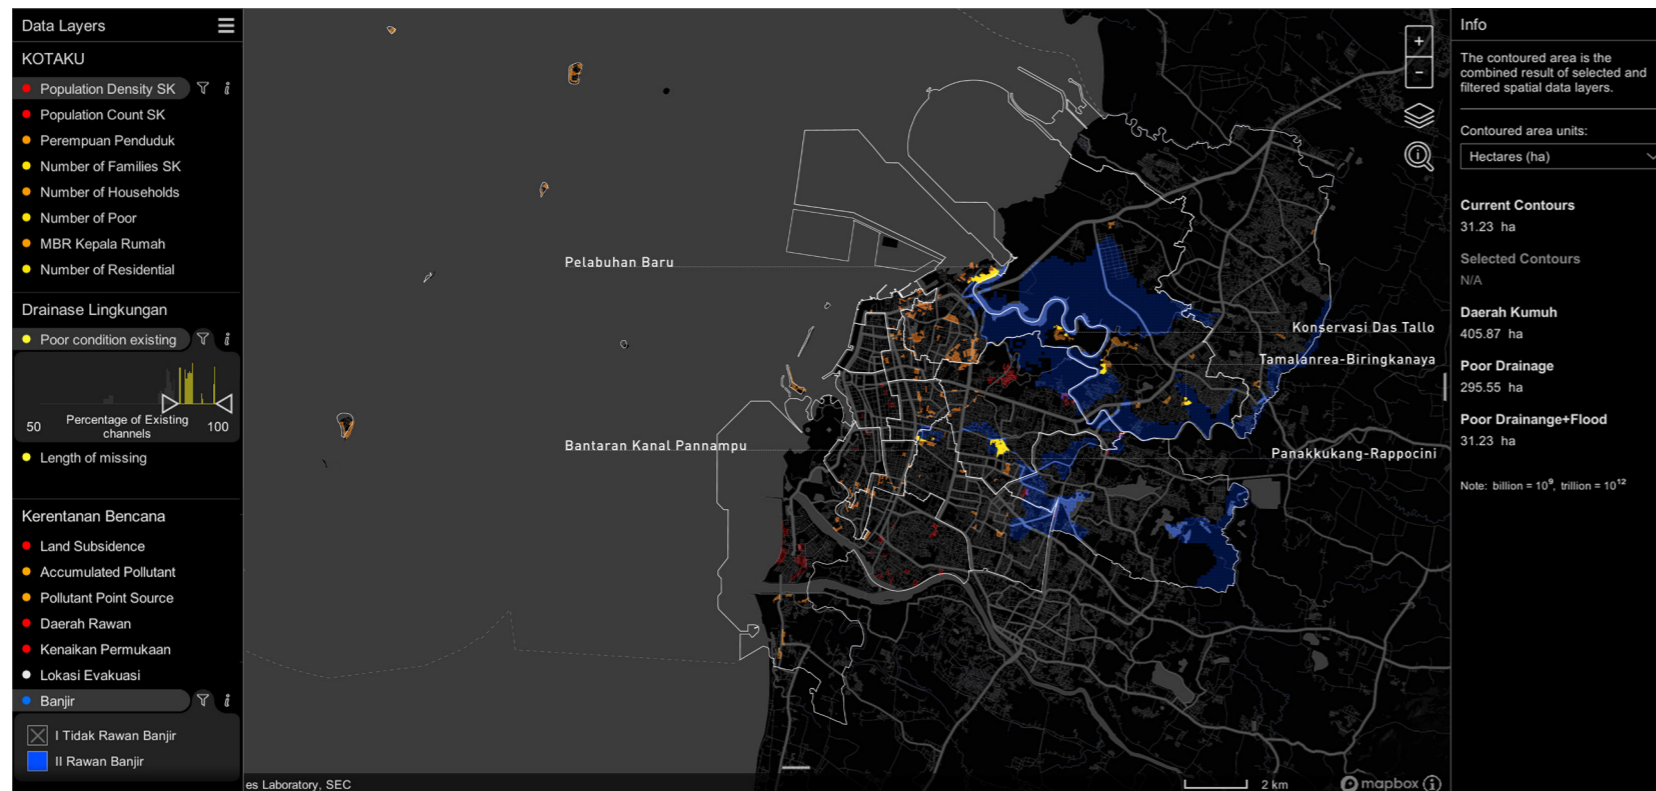 Data Layers
KOTAKU
Population Density SK
Population Count SK
Perempuan Penduduk
Number of Families SK
Number of Households
Number of Poor
MBR Kepala Rumah
Number of Residential
Drainase Lingkungan
Poor condition existing
50
Percentage of Existing
channels
100
Length of missing
Kerentanan Bencana
Land Subsidence
Accumulated Pollutant
Pollutant Point Source
Daerah Rawan
Kenaikan Permukaan
Lokasi Evakuasi
Banjir
I Tidak Rawan Banjir
II Rawan Banjir
Pelabuhan Baru
Konservasi Das Tallo
Tamalanrea-Biringkanaya
Bantaran Kanal Pannampu
Panakkukang-Rappocini
es Laboratory, SEC
2 km
mapbox
Info
The contoured area is the
combined result of selected and
filtered spatial data layers.
Contoured area units:
Hectares (ha)
Current Contours
31.23 ha
Selected Contours
N/A
Daerah Kumuh
405.87 ha
Poor Drainage
295.55 ha
Poor Drainange+Flood
31.23 ha
Note: billion = 10⁹, trillion = 10¹²